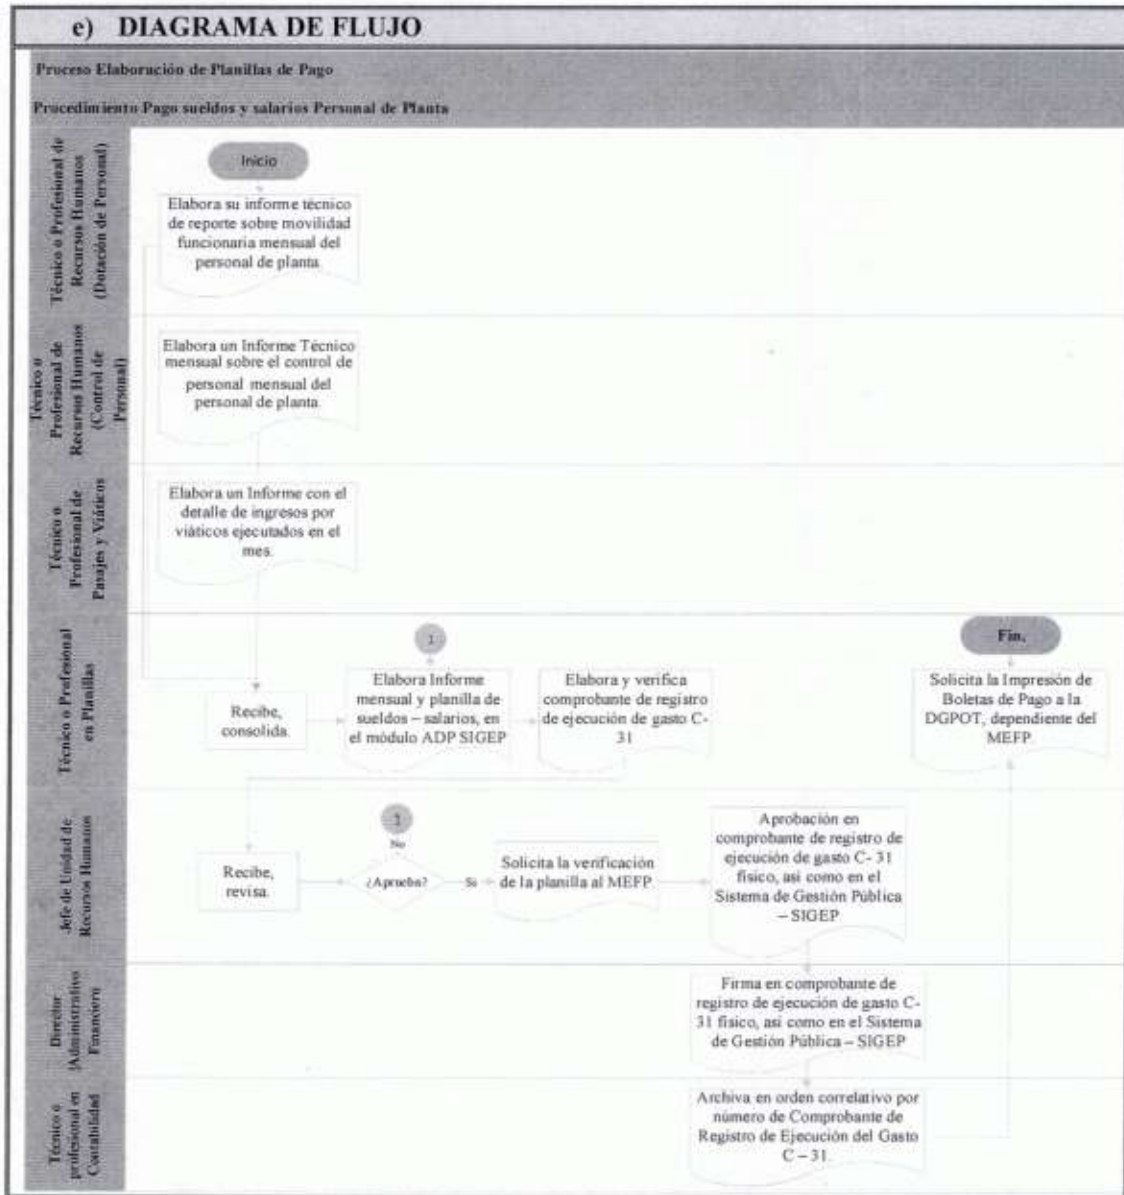 e) DIAGRAMA DE FLUJO
Proceso Elaboración de Planillas de Pago
Procedimiento Pago sueldos y salarios Personal de Planta
Técnico o Profesional de
Recursos Humanos
(Dotación de Personal)
Inicio
Elabora su informe técnico
de reporte sobre movilidad
funcionaria mensual del
personal de planta.
Técnico o
Profesional de
Recursos Humanos
(Control de
Personal)
Elabora un Informe Técnico
mensual sobre el control de
personal mensual del
personal de planta.
Técnico o
Profesional de
Pasajes y Viáticos
Elabora un Informe con el
detalle de ingresos por
viáticos ejecutados en el
mes.
Técnico o Profesional
en Planillas
Recibe,
consolida.
1
Elabora Informe
mensual y planilla de
sueldos – salarios, en
el módulo ADP SIGEP
Elabora y verifica
comprobante de registro
de ejecución de gasto C-
31
Fin.
Solicita la Impresión de
Boletas de Pago a la
DGPOT, dependiente del
MEFP.
Jefe de Unidad de
Recursos Humanos
Recibe,
revisa.
1
No
¿Aprueba?
Si
Solicita la verificación
de la planilla al MEFP
Aprobación en
comprobante de registro de
ejecución de gasto C- 31
físico, así como en el
Sistema de Gestión Pública
– SIGEP
Director
Administrativo
Financiero
Firma en comprobante de
registro de ejecución de gasto C-
31 físico, así como en el Sistema
de Gestión Pública – SIGEP
Técnico o
profesional en
Contabilidad
Archiva en orden correlativo por
número de Comprobante de
Registro de Ejecución del Gasto
C – 31.